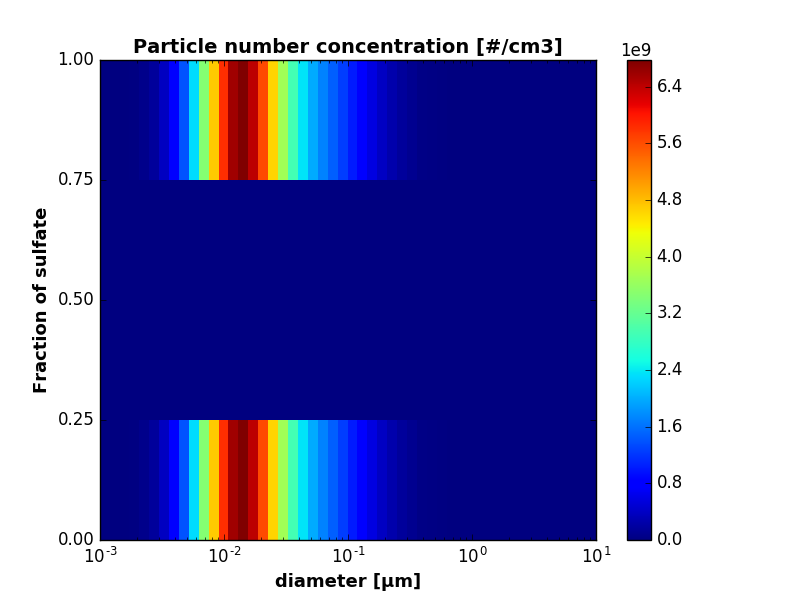 Particle number concentration [#/cm3]
1e9
1.00
0.75
0.50
0.25
0.00
Fraction of sulfate
10⁻³ 10⁻² 10⁻¹ 10⁰ 10¹
diameter [µm]
6.4
5.6
4.8
4.0
3.2
2.4
1.6
0.8
0.0